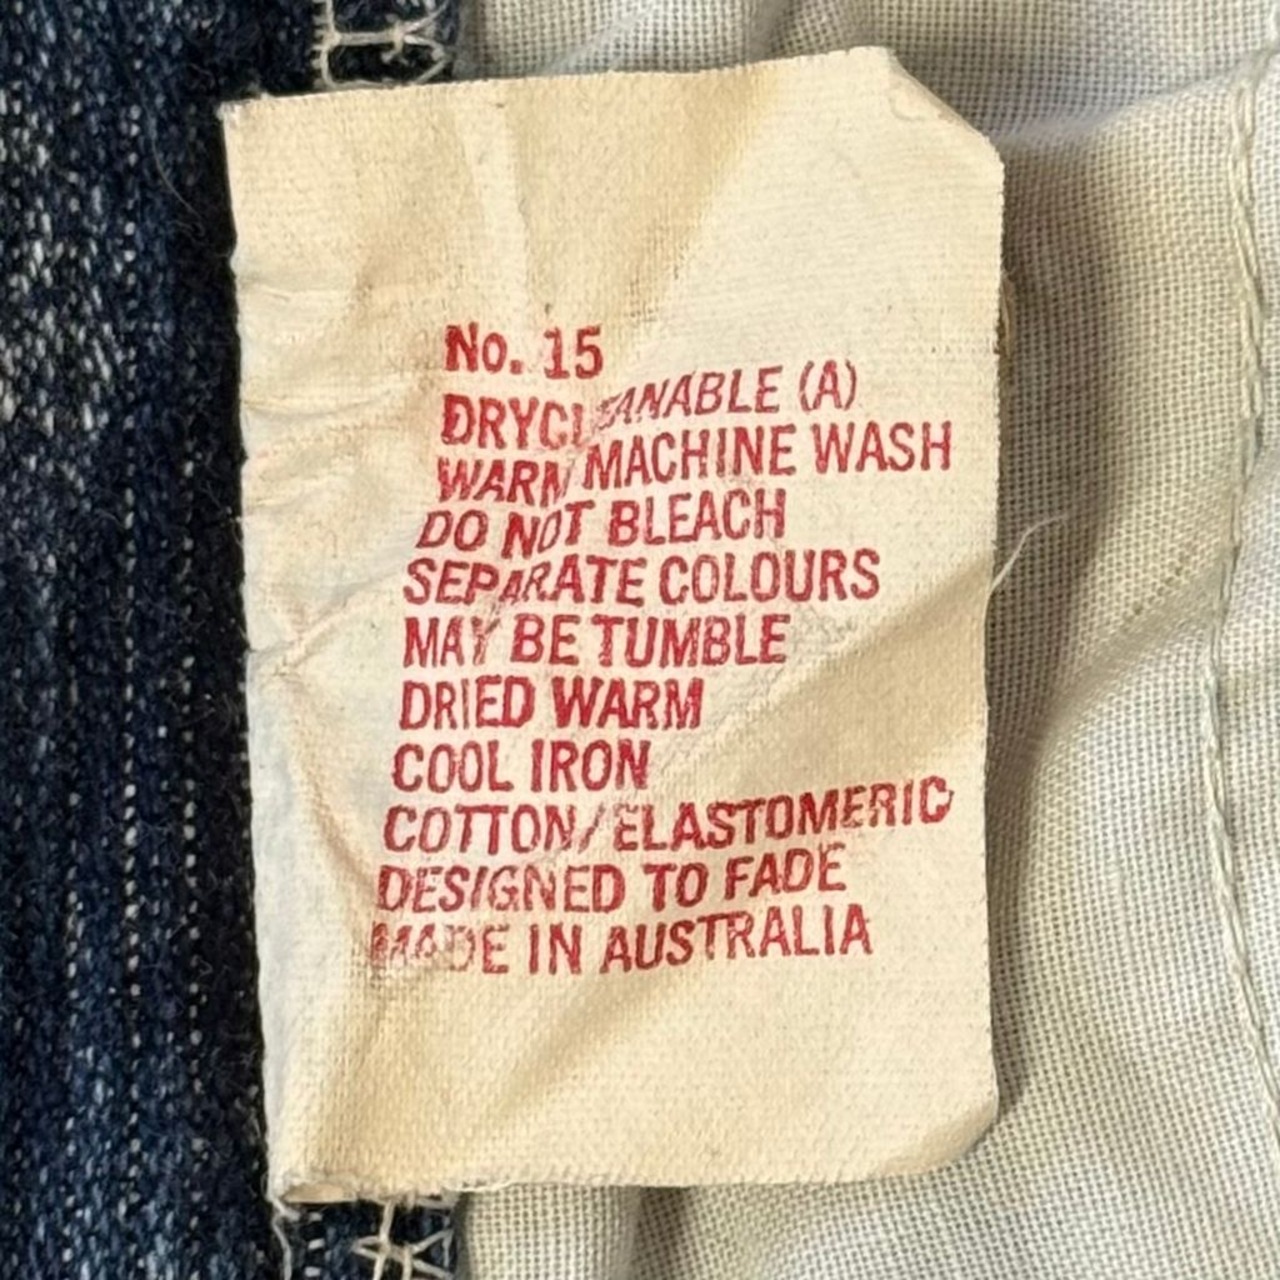 No. 15
DRYCLEANABLE (A)
WARM MACHINE WASH
DO NOT BLEACH
SEPARATE COLOURS
MAY BE TUMBLE
DRIED WARM
COOL IRON
COTTON/ELASTOMERIC
DESIGNED TO FADE
MADE IN AUSTRALIA